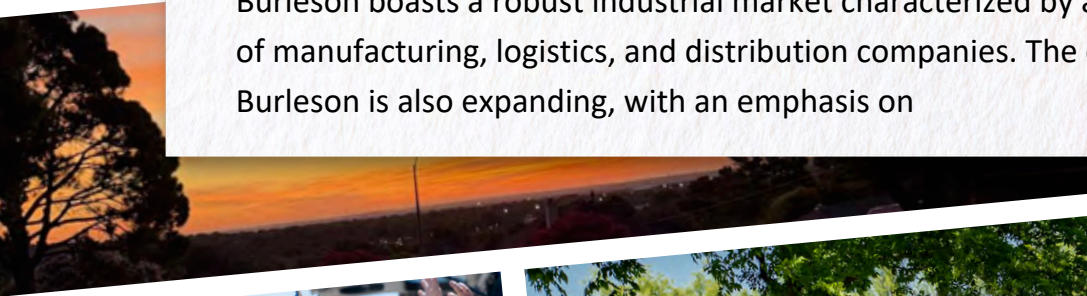 Burleson boasts a robust industrial market characterized by
of manufacturing, logistics, and distribution companies. The
Burleson is also expanding, with an emphasis on